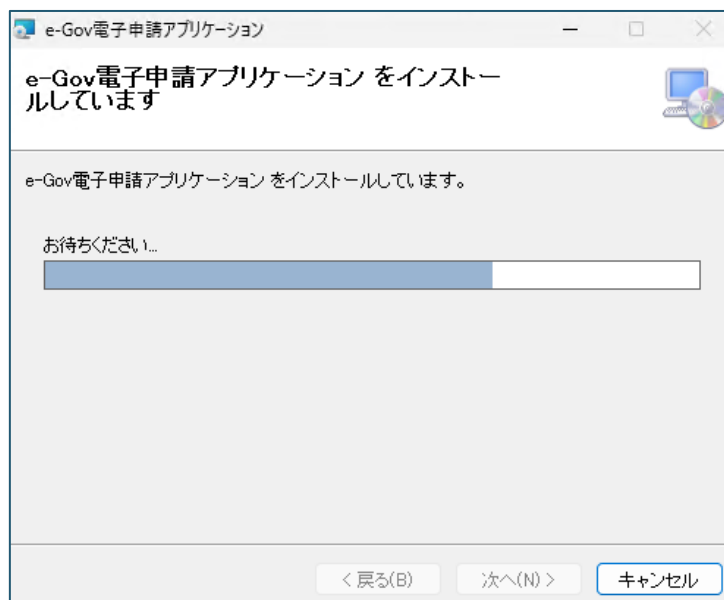 e-Gov電子申請アプリケーション
e-Gov電子申請アプリケーション をインストー
ルしています
e-Gov電子申請アプリケーション をインストールしています。
お待ちください...
< 戻る(B)
次へ(N) >
キャンセル